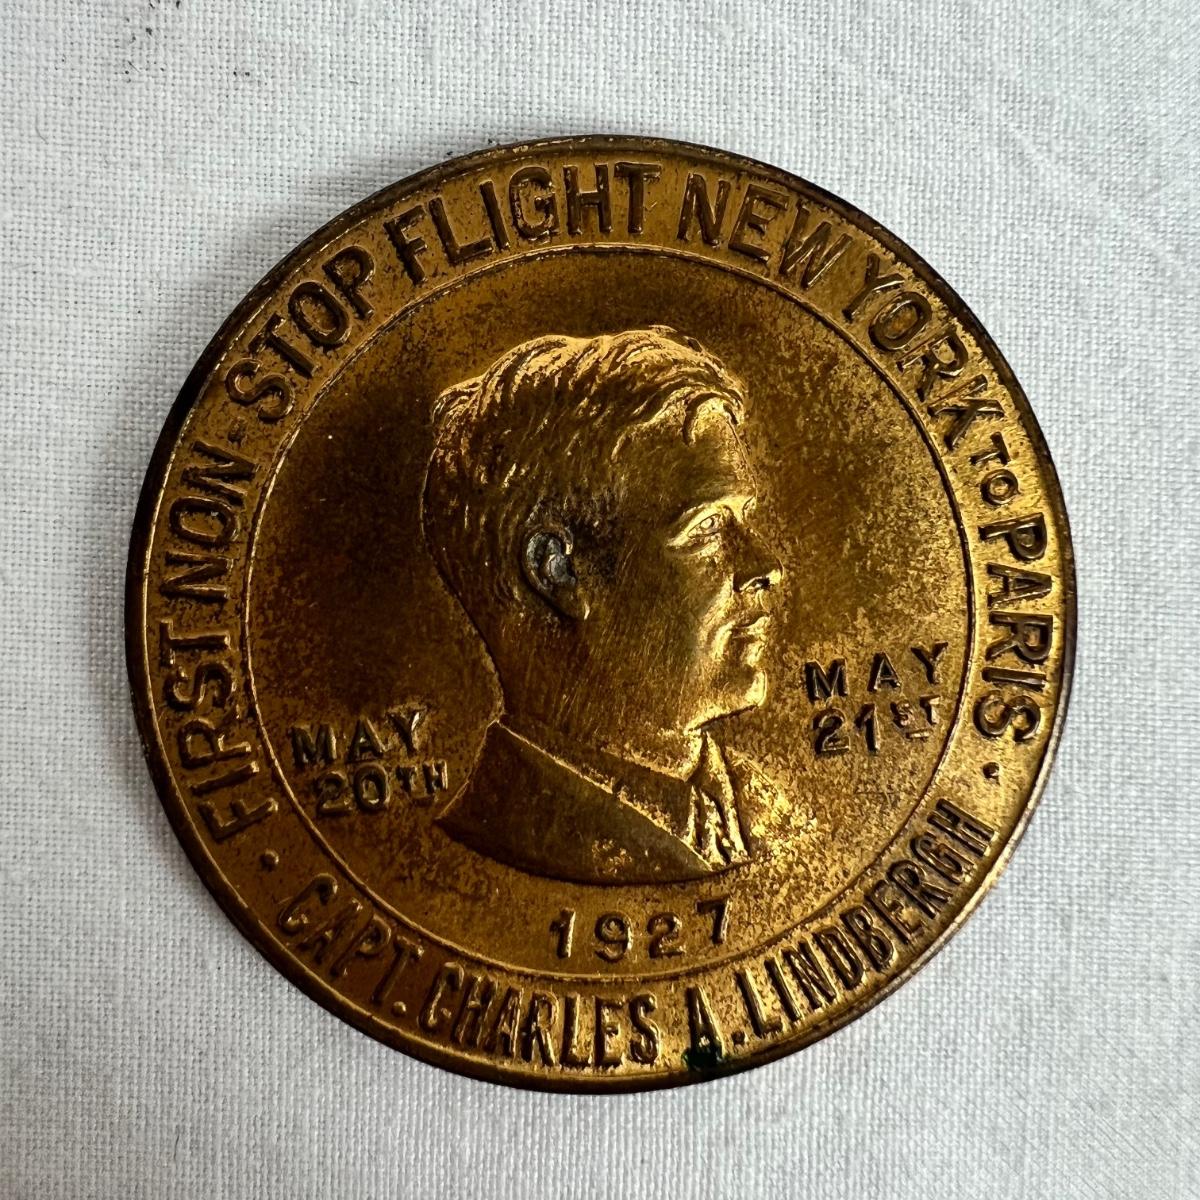 FIRST NON-STOP FLIGHT NEW YORK TO PARIS
MAY
20TH
MAY
21ST
1927
· CAPT. CHARLES A. LINDBERGH ·